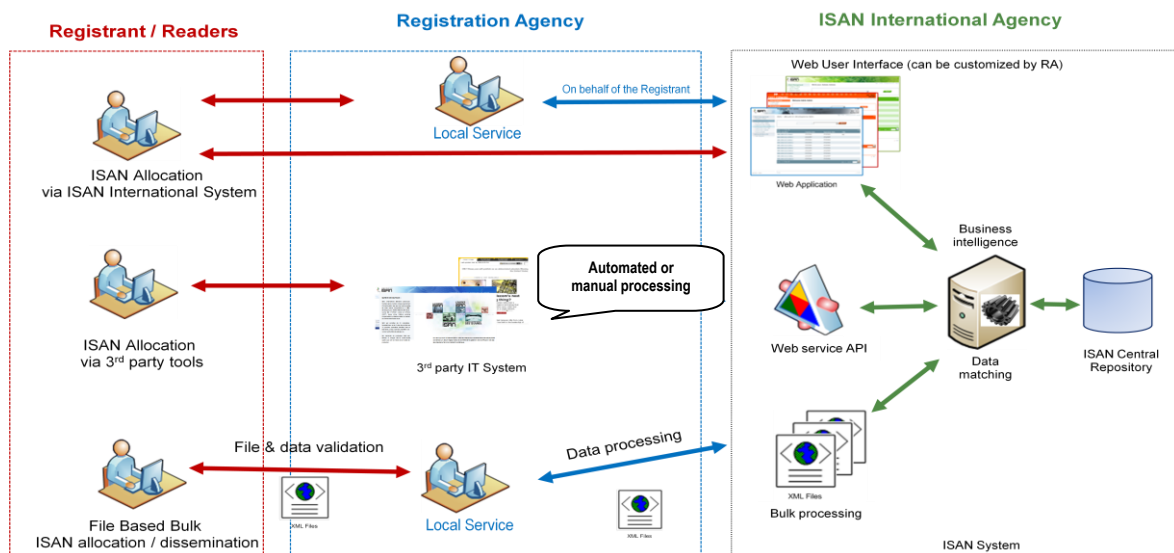 Registrant / Readers
Registration Agency
ISAN International Agency
Web User Interface (can be customized by RA)
On behalf of the Registrant
Local Service
ISAN Allocation
via ISAN International System
Web Application
Business
intelligence
Automated or
manual processing
ISAN Allocation
via 3rd party tools
3rd party IT System
Web service API
Data
matching
ISAN Central
Repository
File & data validation
Data processing
XML Files
Local Service
XML Files
XML Files
Bulk processing
File Based Bulk
ISAN allocation / dissemination
ISAN System